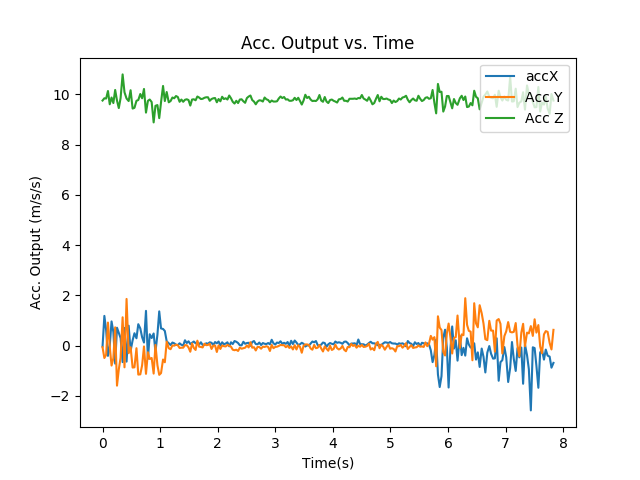 Acc. Output vs. Time
accX
Acc Y
Acc Z
Acc. Output (m/s/s)
10
8
6
4
2
0
−2
0 1 2 3 4 5 6 7 8
Time(s)